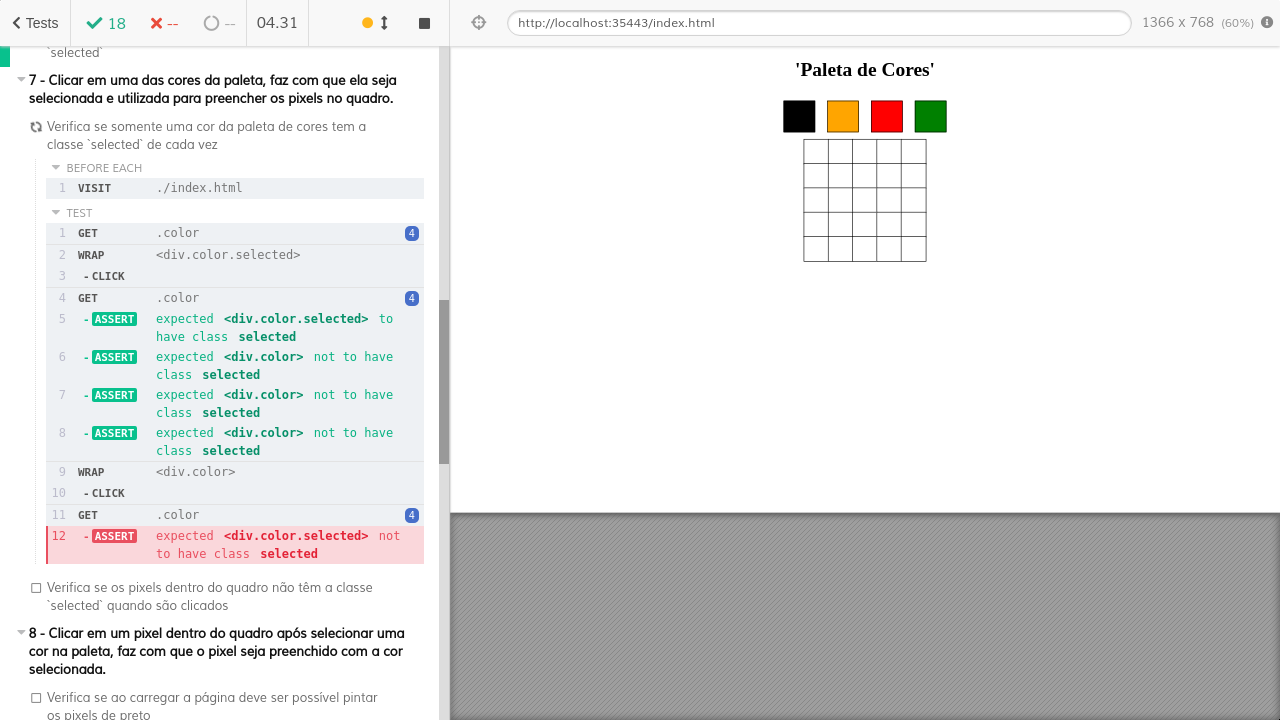 Tests
18
--
--
04.31
http://localhost:35443/index.html
1366 x 768 (60%)
`selected`
7 - Clicar em uma das cores da paleta, faz com que ela seja
selecionada e utilizada para preencher os pixels no quadro.
Verifica se somente uma cor da paleta de cores tem a
classe `selected` de cada vez
BEFORE EACH
1 VISIT ./index.html
TEST
1 GET .color 4
2 WRAP <div.color.selected>
3 - CLICK
4 GET .color 4
5 - ASSERT expected <div.color.selected> to
have class selected
6 - ASSERT expected <div.color> not to have
class selected
7 - ASSERT expected <div.color> not to have
class selected
8 - ASSERT expected <div.color> not to have
class selected
9 WRAP <div.color>
10 - CLICK
11 GET .color 4
12 - ASSERT expected <div.color.selected> not
to have class selected
Verifica se os pixels dentro do quadro não têm a classe
`selected` quando são clicados
8 - Clicar em um pixel dentro do quadro após selecionar uma
cor na paleta, faz com que o pixel seja preenchido com a cor
selecionada.
Verifica se ao carregar a página deve ser possível pintar
os pixels de preto
'Paleta de Cores'